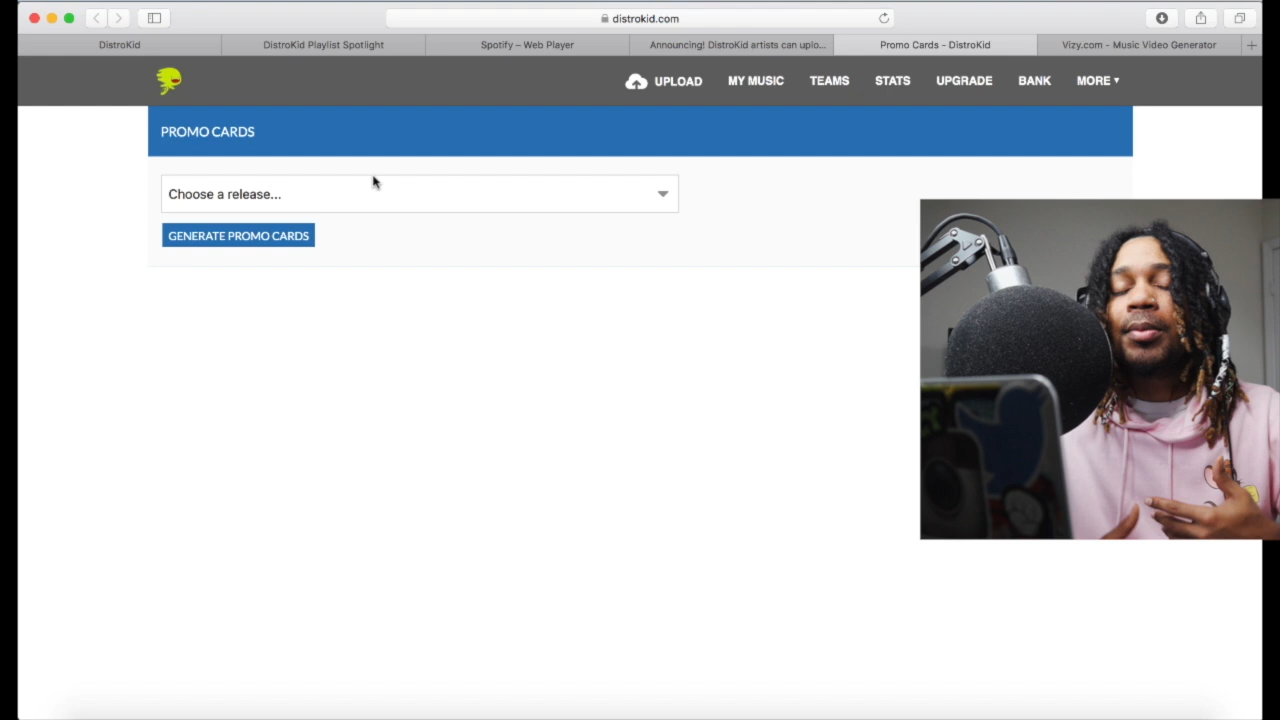 distrokid.com
DistroKid
DistroKid Playlist Spotlight
Spotify – Web Player
Announcing! DistroKid artists can uplo...
Promo Cards - DistroKid
Vizy.com - Music Video Generator
UPLOAD
MY MUSIC
TEAMS
STATS
UPGRADE
BANK
MORE
PROMO CARDS
Choose a release...
GENERATE PROMO CARDS